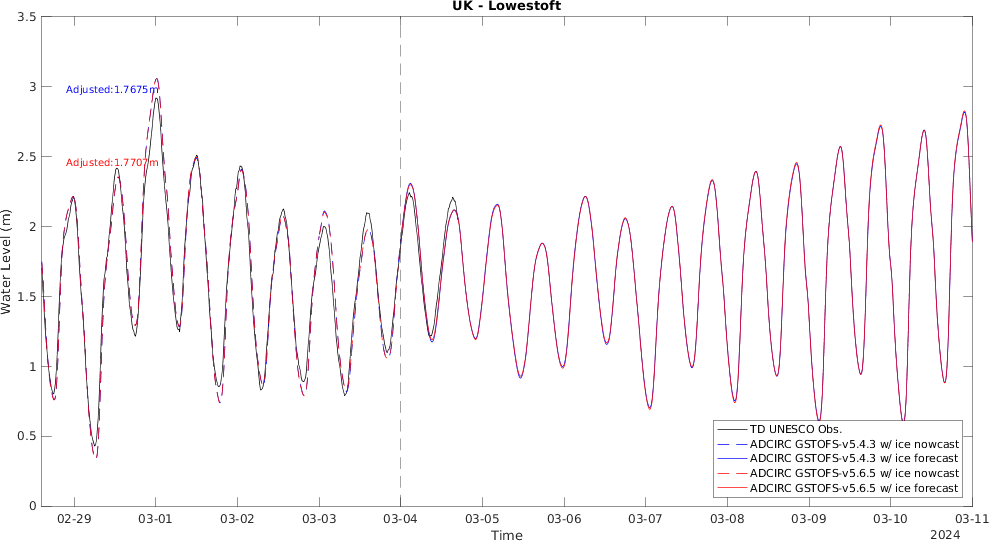 UK - Lowestoft
3.5
3
2.5
2
1.5
1
0.5
0
Water Level (m)
Adjusted:1.7675m
Adjusted:1.7707m
TD UNESCO Obs.
ADCIRC GSTOFS-v5.4.3 w/ ice nowcast
ADCIRC GSTOFS-v5.4.3 w/ ice forecast
ADCIRC GSTOFS-v5.6.5 w/ ice nowcast
ADCIRC GSTOFS-v5.6.5 w/ ice forecast
02-29 03-01 03-02 03-03 03-04 03-05 03-06 03-07 03-08 03-09 03-10 03-11
Time
2024